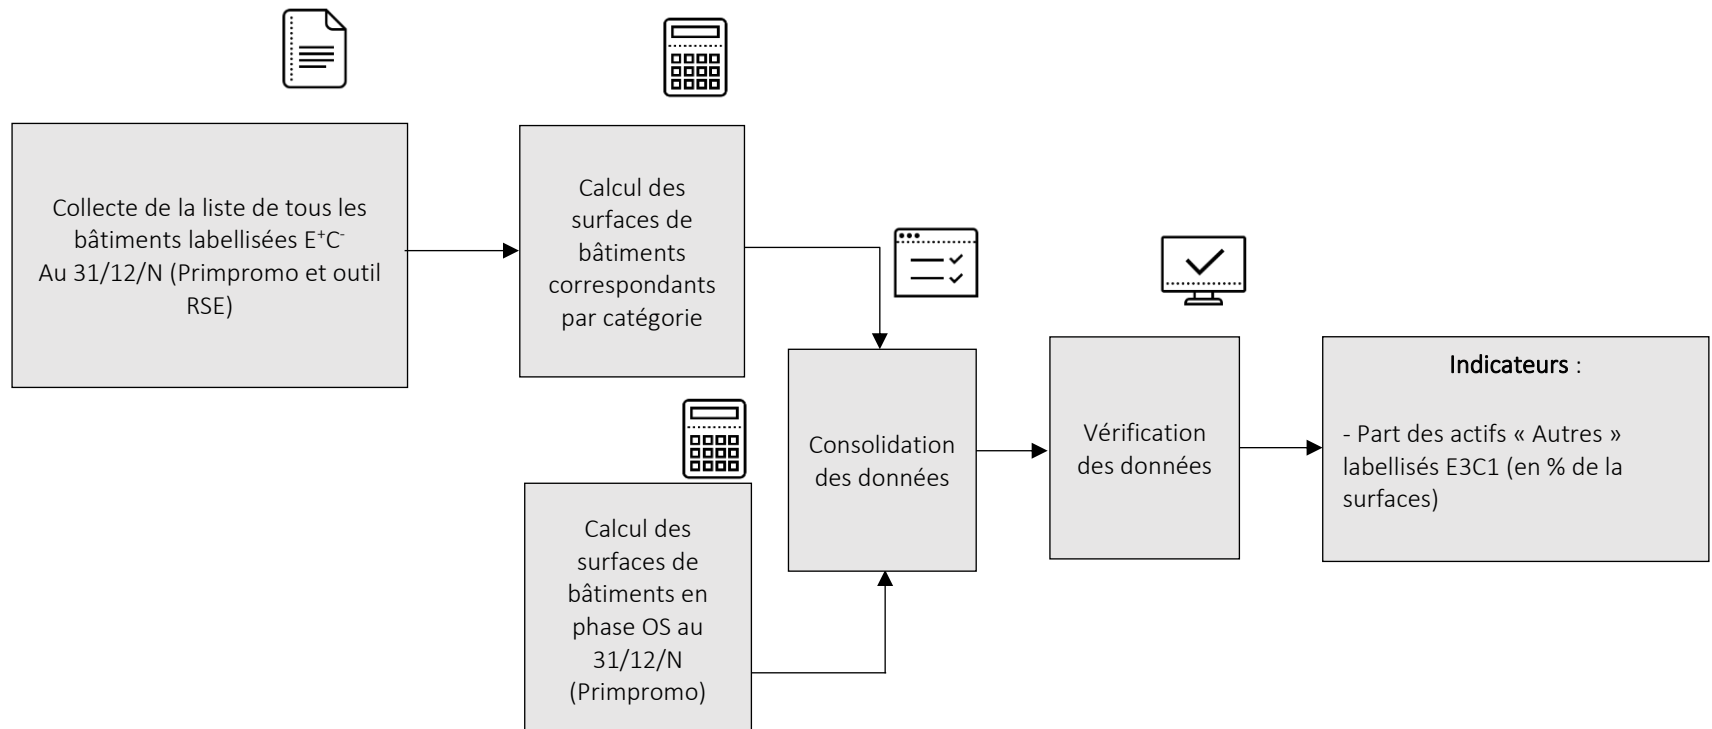 Collecte de la liste de tous les
bâtiments labellisées E⁺C⁻
Au 31/12/N (Primpromo et outil
RSE)
Calcul des
surfaces de
bâtiments
correspondants
par catégorie
Calcul des
surfaces de
bâtiments en
phase OS au
31/12/N
(Primpromo)
Consolidation
des données
Vérification
des données
Indicateurs :
- Part des actifs « Autres »
labellisés E3C1 (en % de la
surfaces)